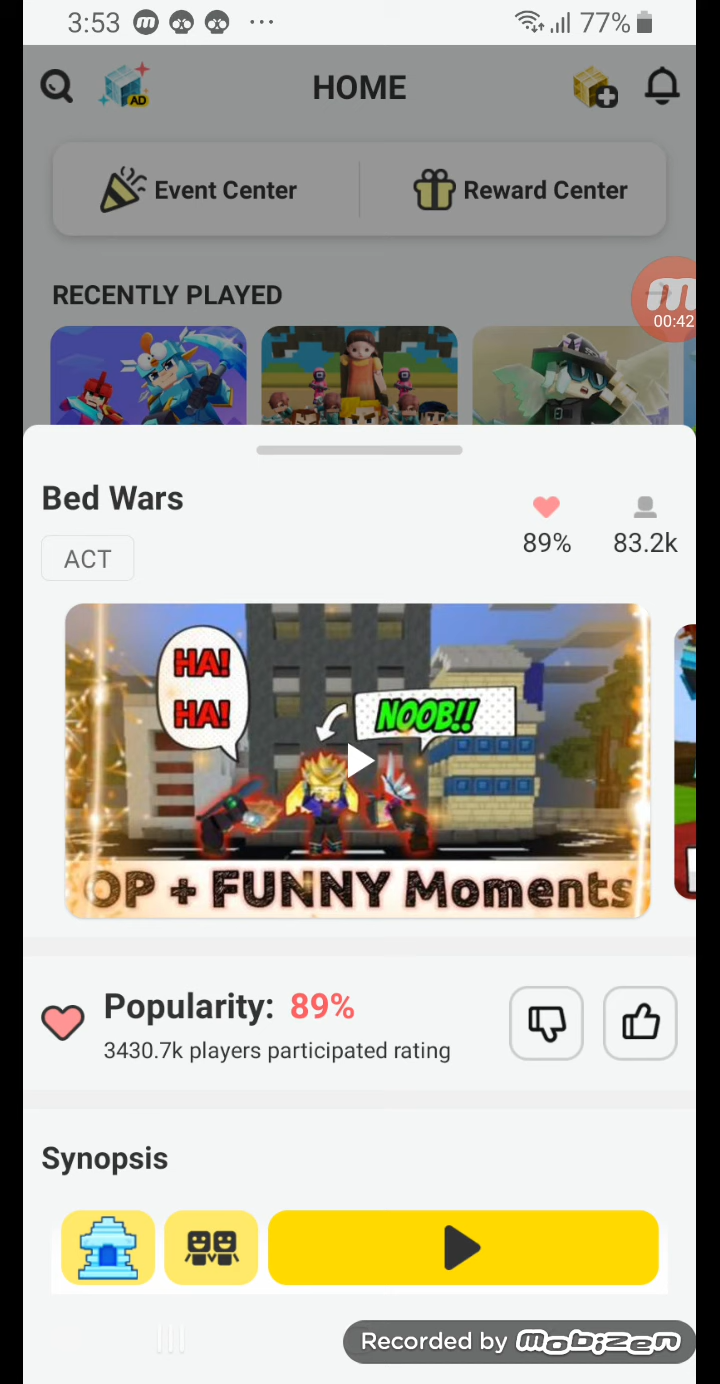 3:53
77%
AD
HOME
Event Center
Reward Center
RECENTLY PLAYED
00:42
Bed Wars
ACT
89%
83.2k
HA!
HA!
NOOB!!
OP + FUNNY Moments
Popularity: 89%
3430.7k players participated rating
Synopsis
Recorded by mobizen